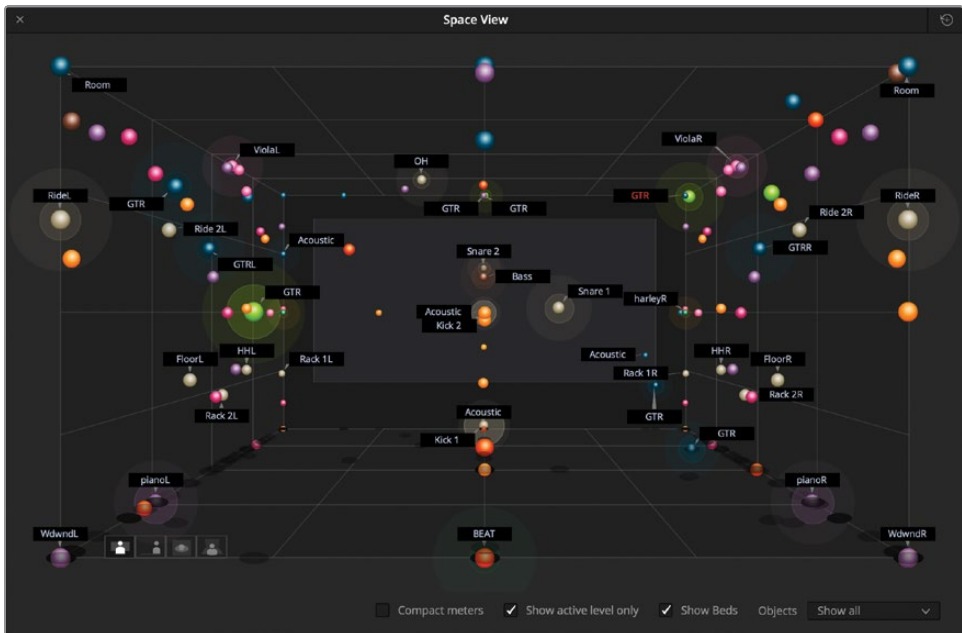 Space View
Room
Room
ViolaL
OH
ViolaR
RideL
GTR
GTR
GTR
GTR
RideR
Ride 2L
Acoustic
Ride 2R
GTRL
Snare 2
GTRR
Bass
GTR
Snare 1
harleyR
Acoustic
Kick 2
FloorL
HHL
Rack 1L
Acoustic
HHR
FloorR
Rack 1R
Rack 2L
Rack 2R
Acoustic
GTR
Kick 1
GTR
pianoL
pianoR
WdwndL
BEAT
WdwndR
Compact meters
Show active level only
Show Beds
Objects
Show all